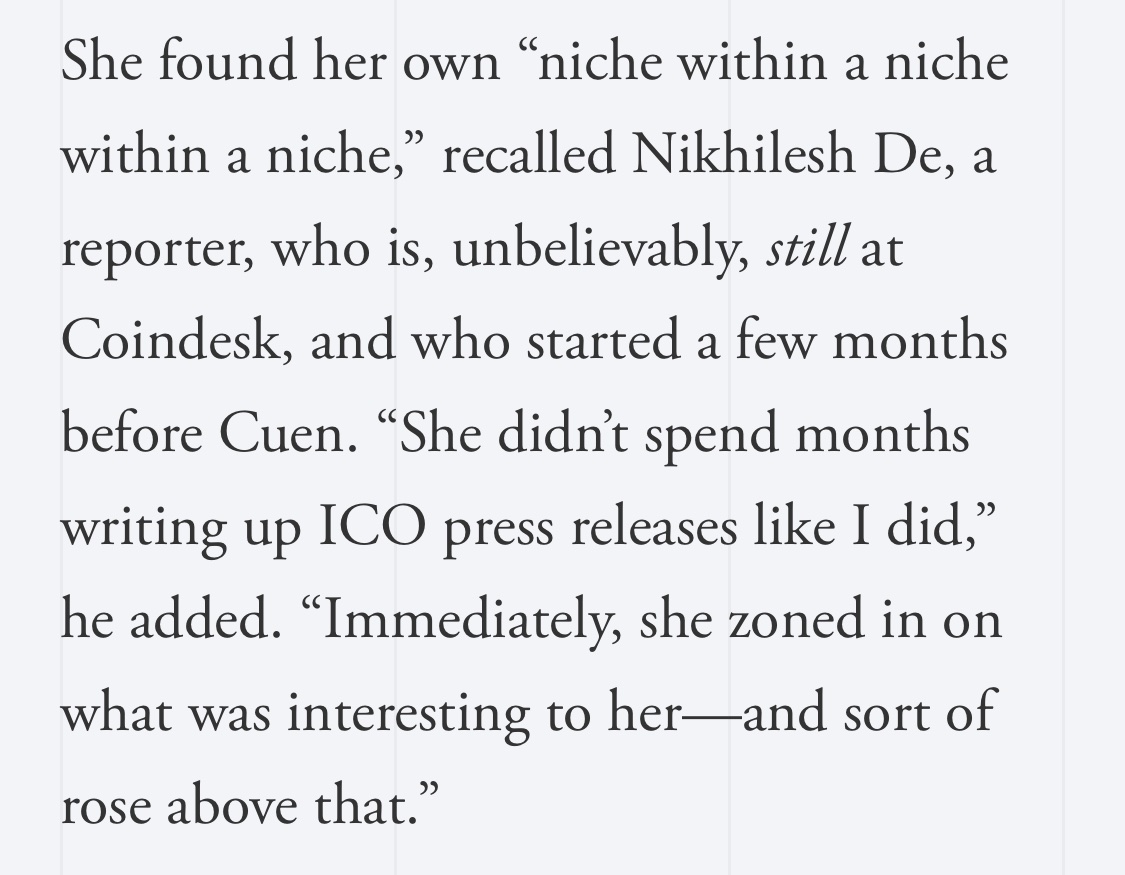 She found her own “niche within a niche
within a niche,” recalled Nikhilesh De, a
reporter, who is, unbelievably, still at
Coindesk, and who started a few months
before Cuen. “She didn’t spend months
writing up ICO press releases like I did,”
he added. “Immediately, she zoned in on
what was interesting to her—and sort of
rose above that.”